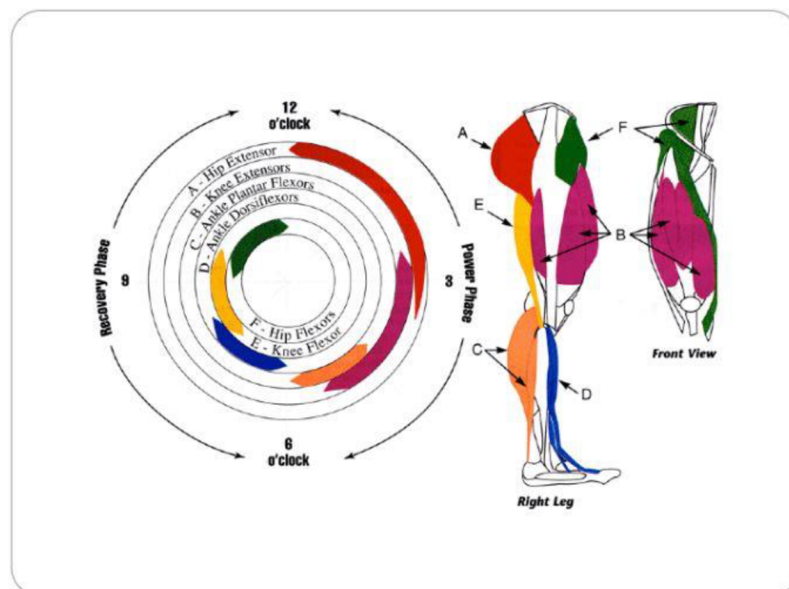 12
o'clock
A - Hip Extensor
B - Knee Extensors
C - Ankle Plantar Flexors
D - Ankle Dorsiflexors
F - Hip Flexors
E - Knee Flexor
Recovery Phase
9
3
Power Phase
6
o'clock
A
E
C
F
B
D
Right Leg
Front View